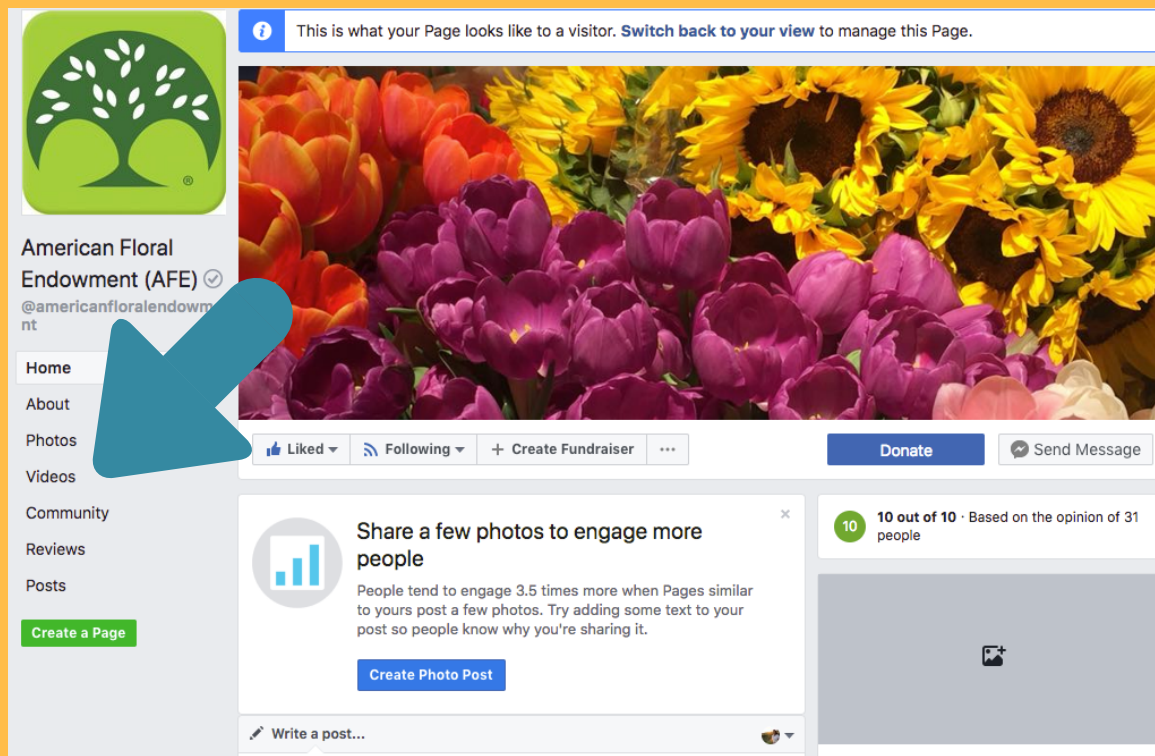 This is what your Page looks like to a visitor. Switch back to your view to manage this Page.
®
American Floral
Endowment (AFE)
@americanfloralendowm
nt
Home
About
Photos
Videos
Community
Reviews
Posts
Create a Page
Liked
Following
+ Create Fundraiser
...
Donate
Send Message
Share a few photos to engage more
people
People tend to engage 3.5 times more when Pages similar
to yours post a few photos. Try adding some text to your
post so people know why you're sharing it.
Create Photo Post
Write a post...
10
10 out of 10 · Based on the opinion of 31
people